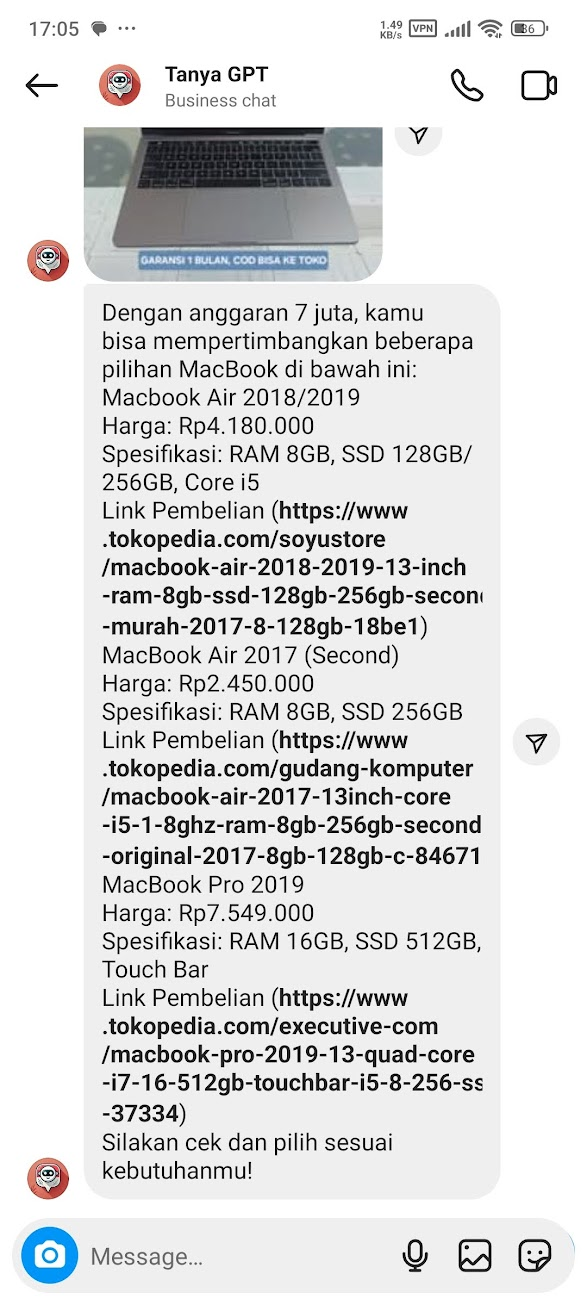 17:05
1.49
KB/s
VPN
36
Tanya GPT
Business chat
GARANSI 1 BULAN, COD BISA KE TOKO
Dengan anggaran 7 juta, kamu
bisa mempertimbangkan beberapa
pilihan MacBook di bawah ini:
Macbook Air 2018/2019
Harga: Rp4.180.000
Spesifikasi: RAM 8GB, SSD 128GB/
256GB, Core i5
Link Pembelian (https://www
.tokopedia.com/soyustore
/macbook-air-2018-2019-13-inch
-ram-8gb-ssd-128gb-256gb-secon
-murah-2017-8-128gb-18be1)
MacBook Air 2017 (Second)
Harga: Rp2.450.000
Spesifikasi: RAM 8GB, SSD 256GB
Link Pembelian (https://www
.tokopedia.com/gudang-komputer
/macbook-air-2017-13inch-core
-i5-1-8ghz-ram-8gb-256gb-second
-original-2017-8gb-128gb-c-84671
MacBook Pro 2019
Harga: Rp7.549.000
Spesifikasi: RAM 16GB, SSD 512GB,
Touch Bar
Link Pembelian (https://www
.tokopedia.com/executive-com
/macbook-pro-2019-13-quad-core
-i7-16-512gb-touchbar-i5-8-256-ss
-37334)
Silakan cek dan pilih sesuai
kebutuhanmu!
Message...